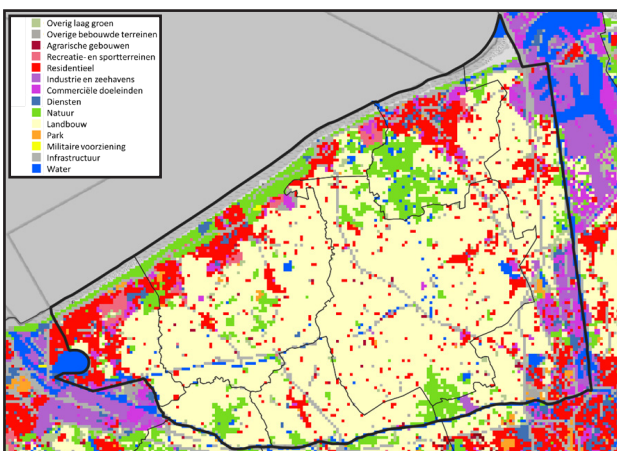 Overig laag groen
Overige bebouwde terreinen
Agrarische gebouwen
Recreatie- en sportterreinen
Residentieel
Industrie en zeehavens
Commerciële doeleinden
Diensten
Natuur
Landbouw
Park
Militaire voorziening
Infrastructuur
Water